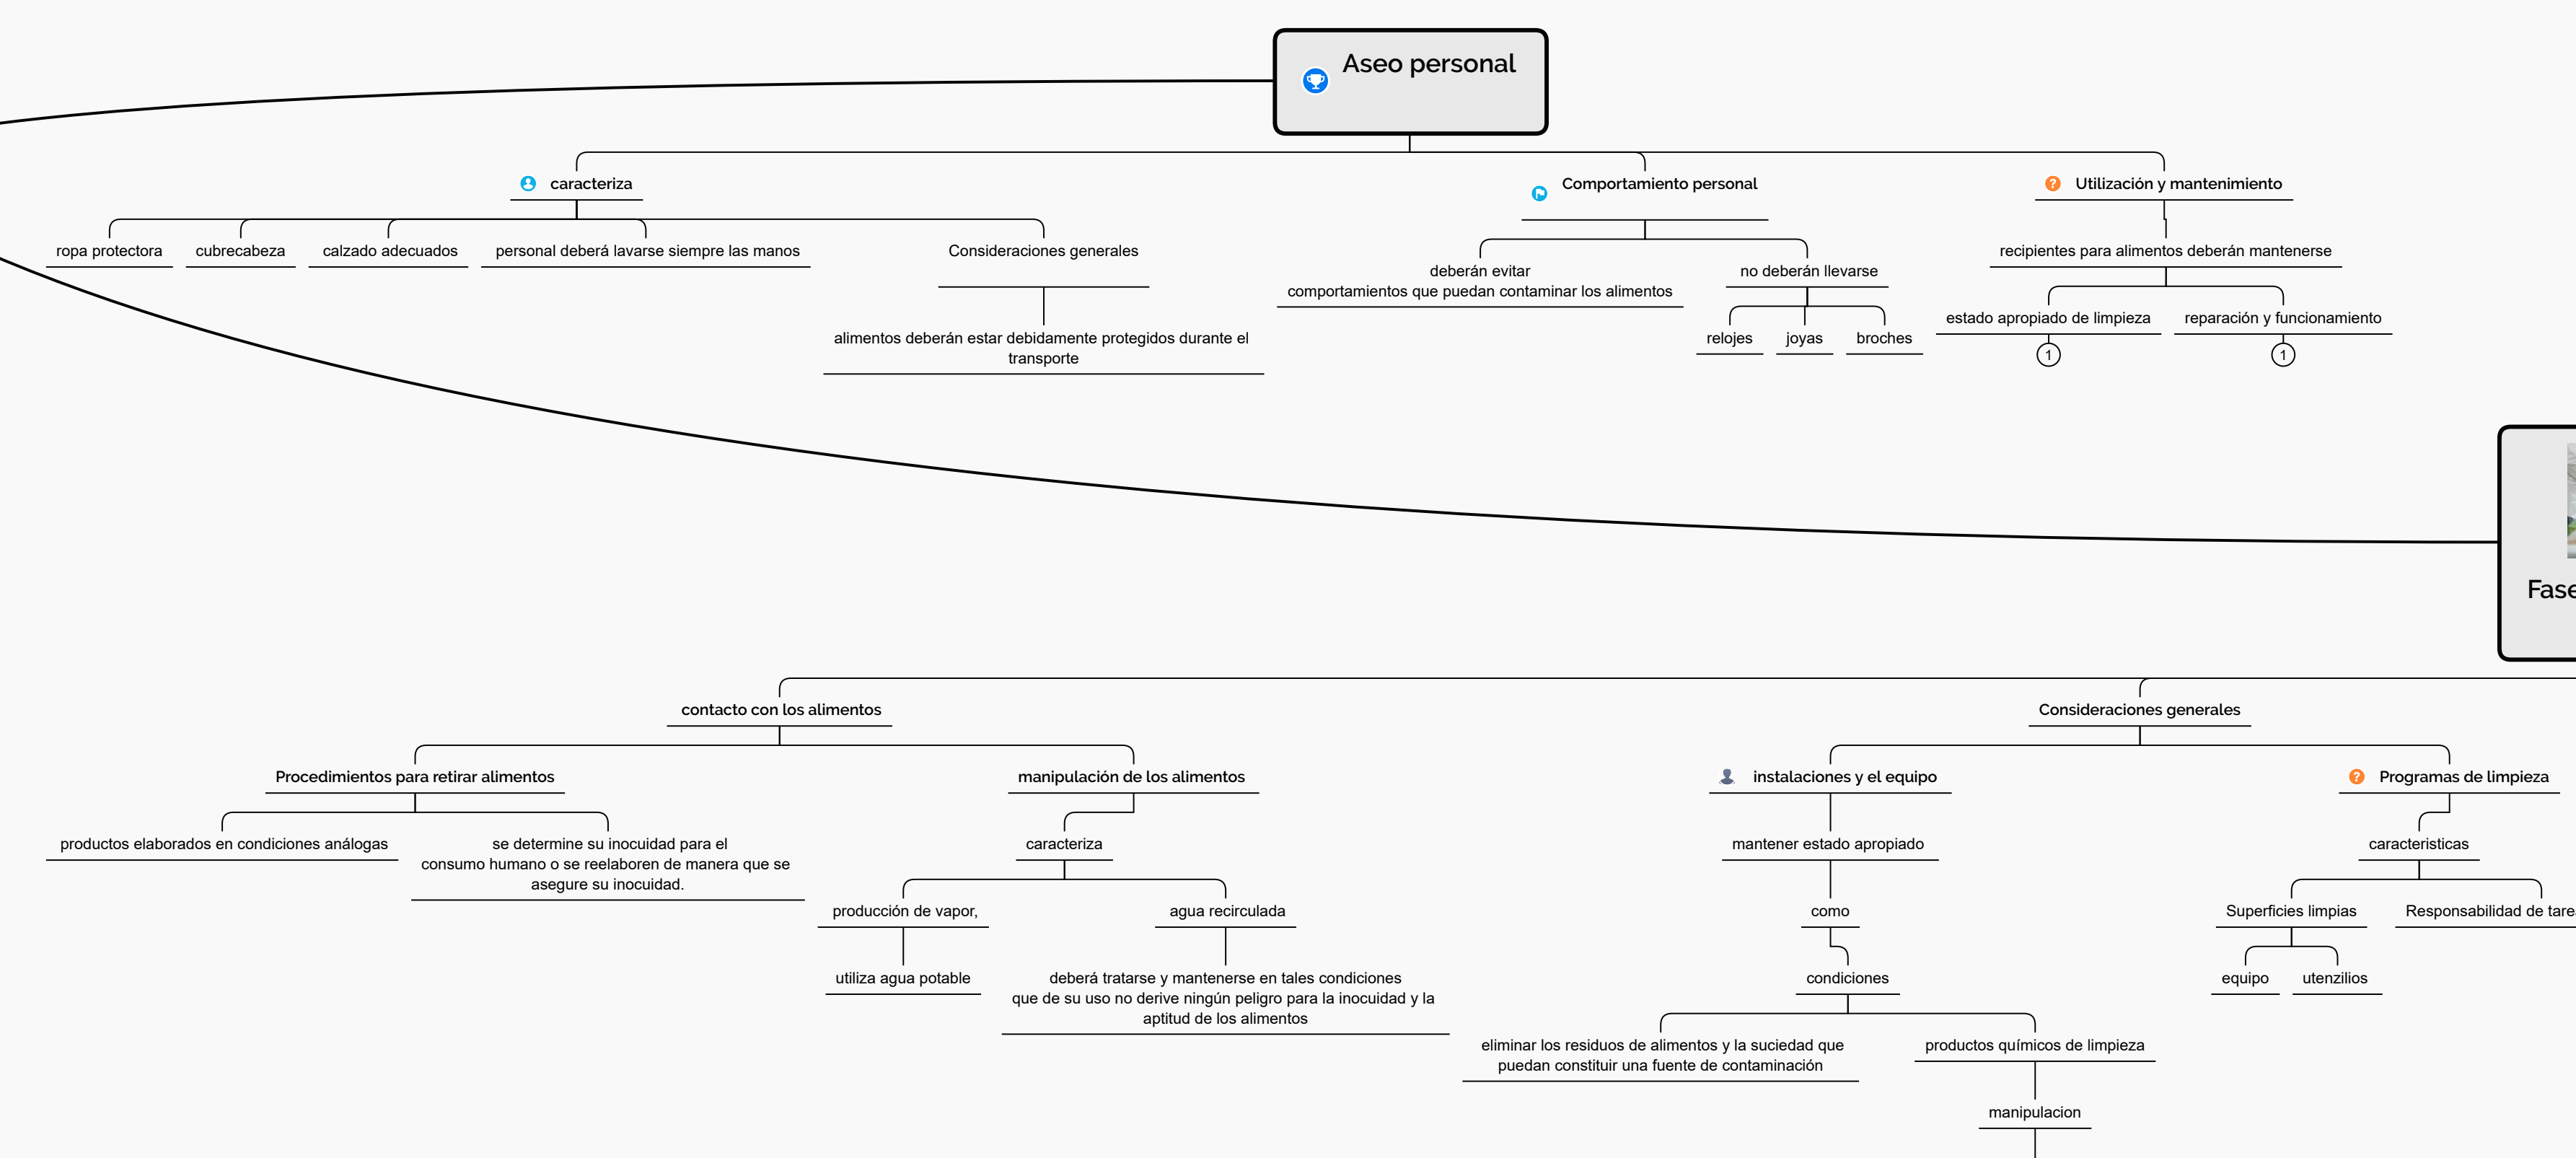 Aseo personal
caracteriza
Comportamiento personal
Utilización y mantenimiento
ropa protectora
cubrecabeza
calzado adecuados
personal deberá lavarse siempre las manos
Consideraciones generales
alimentos deberán estar debidamente protegidos durante el
transporte
deberán evitar
comportamientos que puedan contaminar los alimentos
no deberán llevarse
relojes
joyas
broches
recipientes para alimentos deberán mantenerse
estado apropiado de limpieza
reparación y funcionamiento
1
1
Fase
contacto con los alimentos
Consideraciones generales
Procedimientos para retirar alimentos
manipulación de los alimentos
instalaciones y el equipo
Programas de limpieza
productos elaborados en condiciones análogas
se determine su inocuidad para el
consumo humano o se reelaboren de manera que se
asegure su inocuidad.
caracteriza
mantener estado apropiado
caracteristicas
producción de vapor,
agua recirculada
como
Superficies limpias
Responsabilidad de tare
utiliza agua potable
deberá tratarse y mantenerse en tales condiciones
que de su uso no derive ningún peligro para la inocuidad y la
aptitud de los alimentos
condiciones
equipo
utenzilios
eliminar los residuos de alimentos y la suciedad que
puedan constituir una fuente de contaminación
productos químicos de limpieza
manipulacion